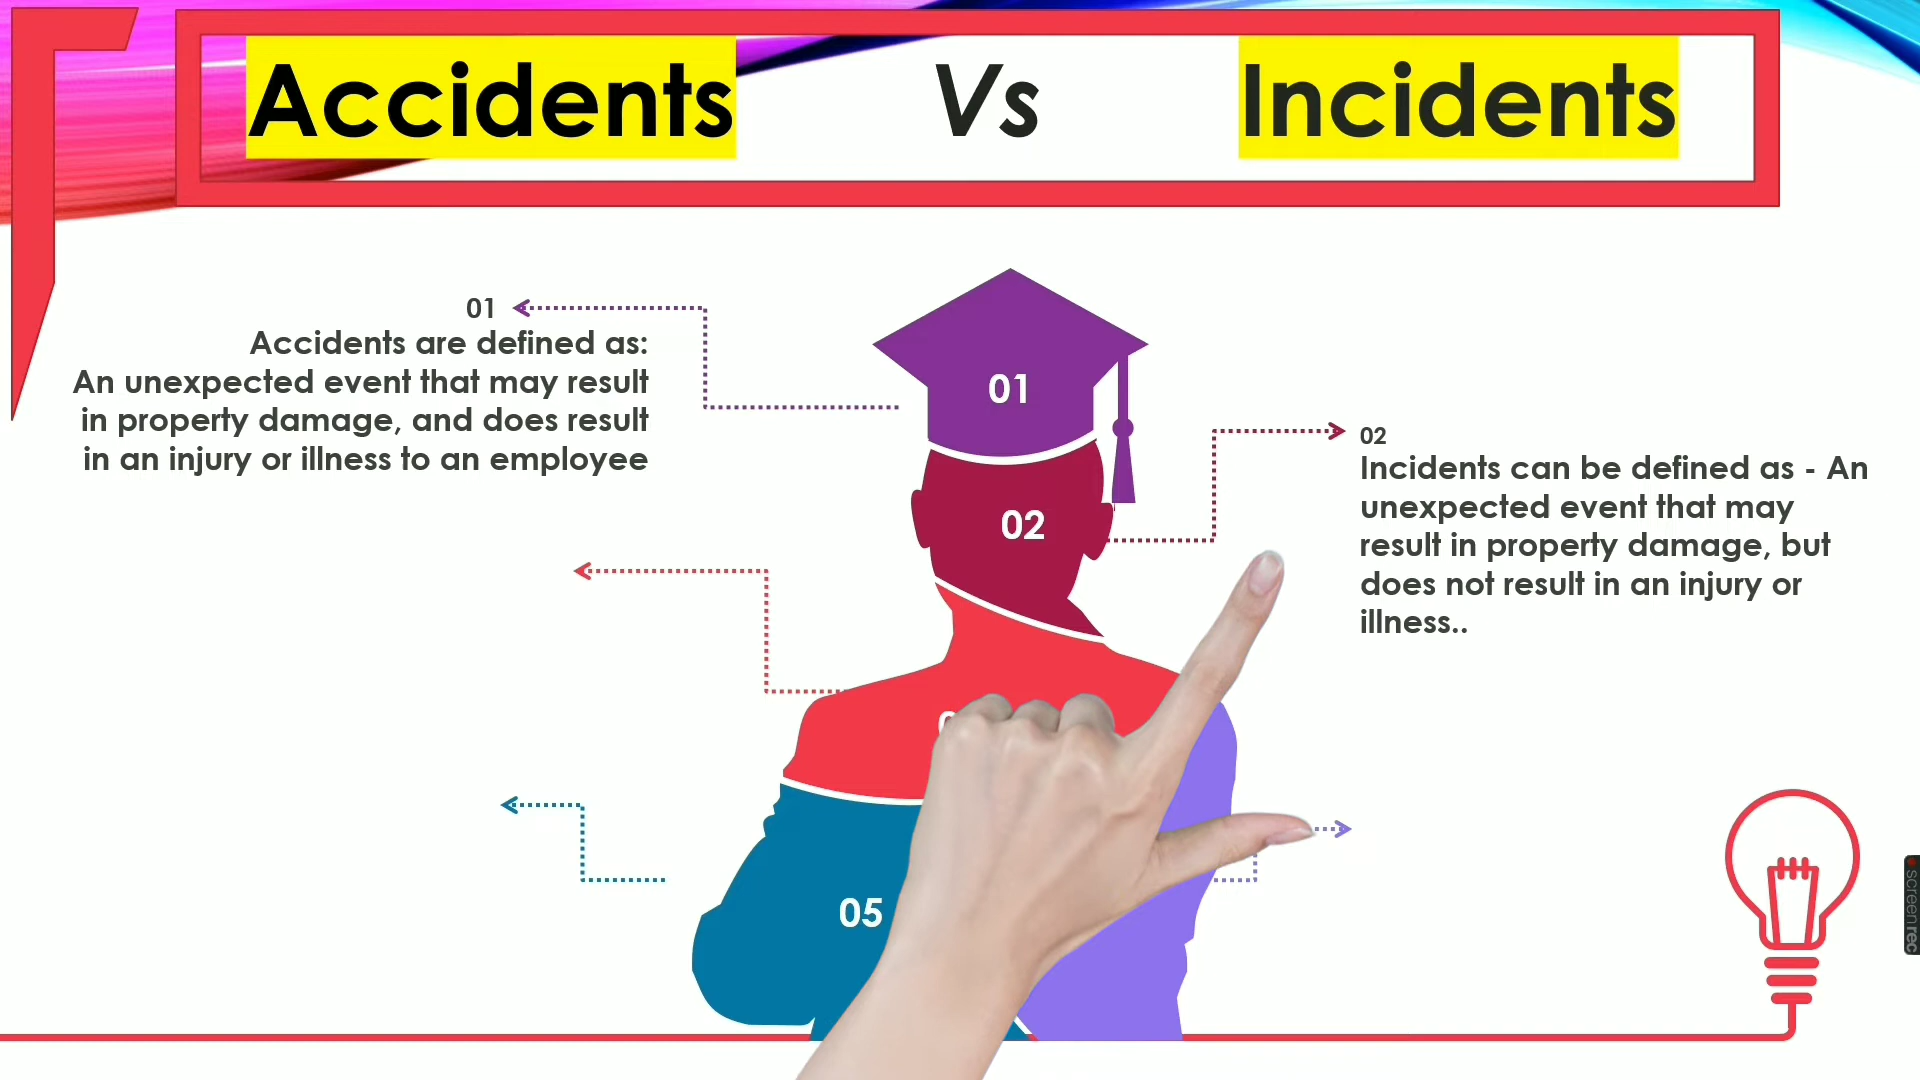 Accidents Vs Incidents
01
Accidents are defined as:
An unexpected event that may result
in property damage, and does result
in an injury or illness to an employee
01
02
02
Incidents can be defined as - An
unexpected event that may
result in property damage, but
does not result in an injury or
illness..
05
screenrec